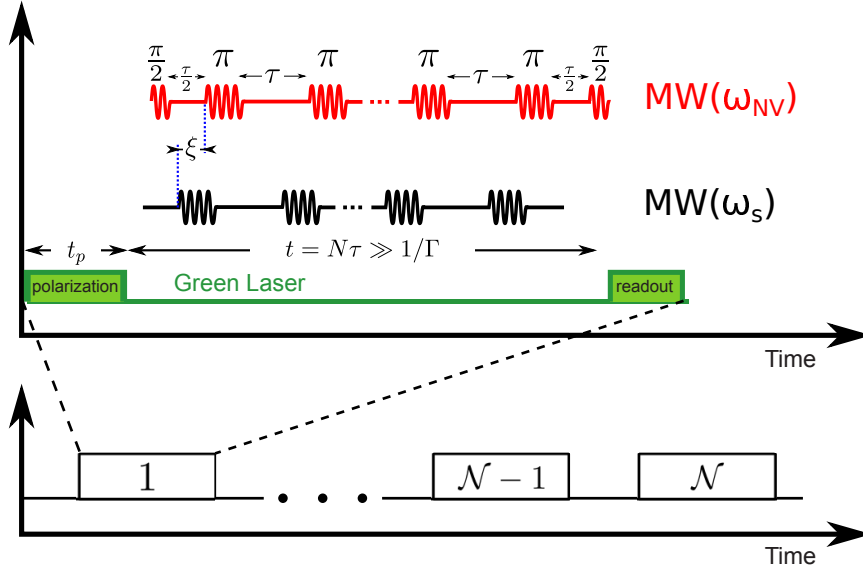 π/2 τ/2 π τ π π τ π τ/2 π/2
MW(ω_NV)
ξ
MW(ω_s)
t_p t = Nτ ≫ 1/Γ
polarization Green Laser readout
Time
1 𝒩 − 1 𝒩
Time